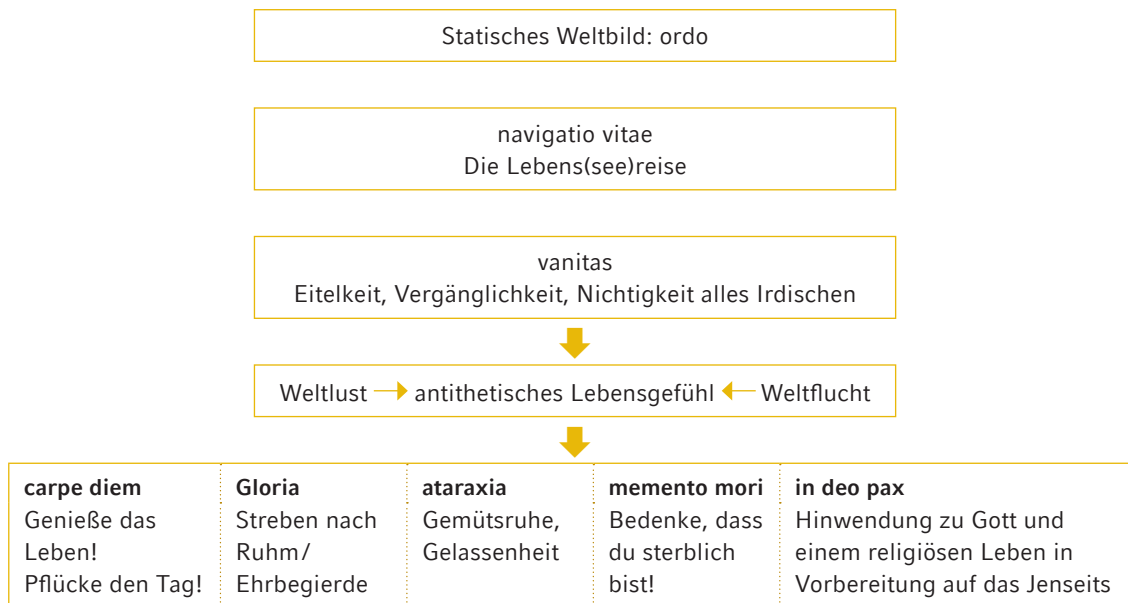 Statisches Weltbild: ordo
navigatio vitae
Die Lebens(see)reise
vanitas
Eitelkeit, Vergänglichkeit, Nichtigkeit alles Irdischen
Weltlust antithetisches Lebensgefühl Weltflucht
carpe diem
Genieße das
Leben!
Pflücke den Tag!
Gloria
Streben nach
Ruhm/
Ehrbegierde
ataraxia
Gemütsruhe,
Gelassenheit
memento mori
Bedenke, dass
du sterblich
bist!
in deo pax
Hinwendung zu Gott und
einem religiösen Leben in
Vorbereitung auf das Jenseits